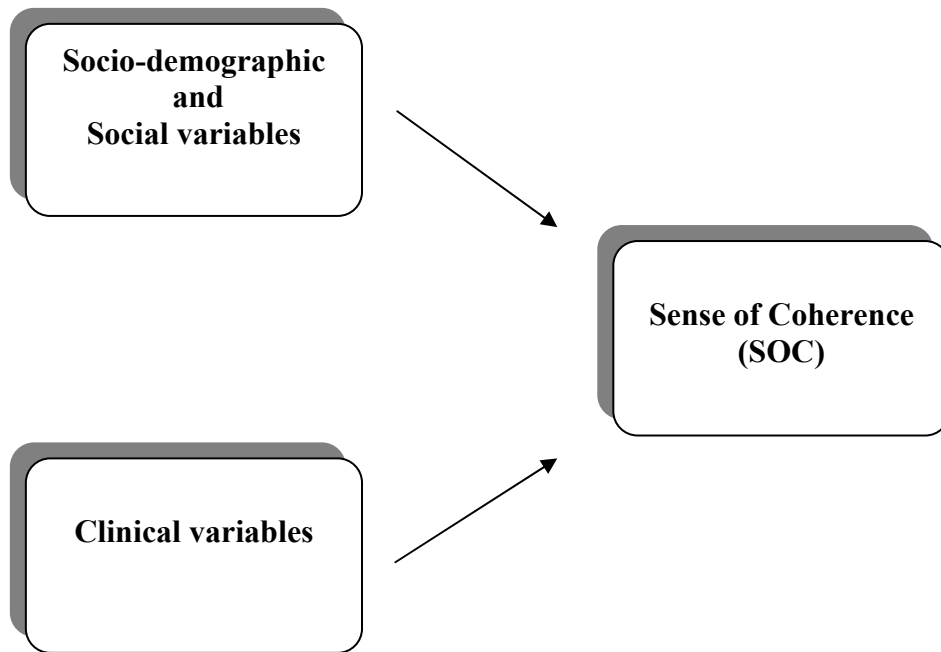 Socio-demographic
and
Social variables
Sense of Coherence
(SOC)
Clinical variables